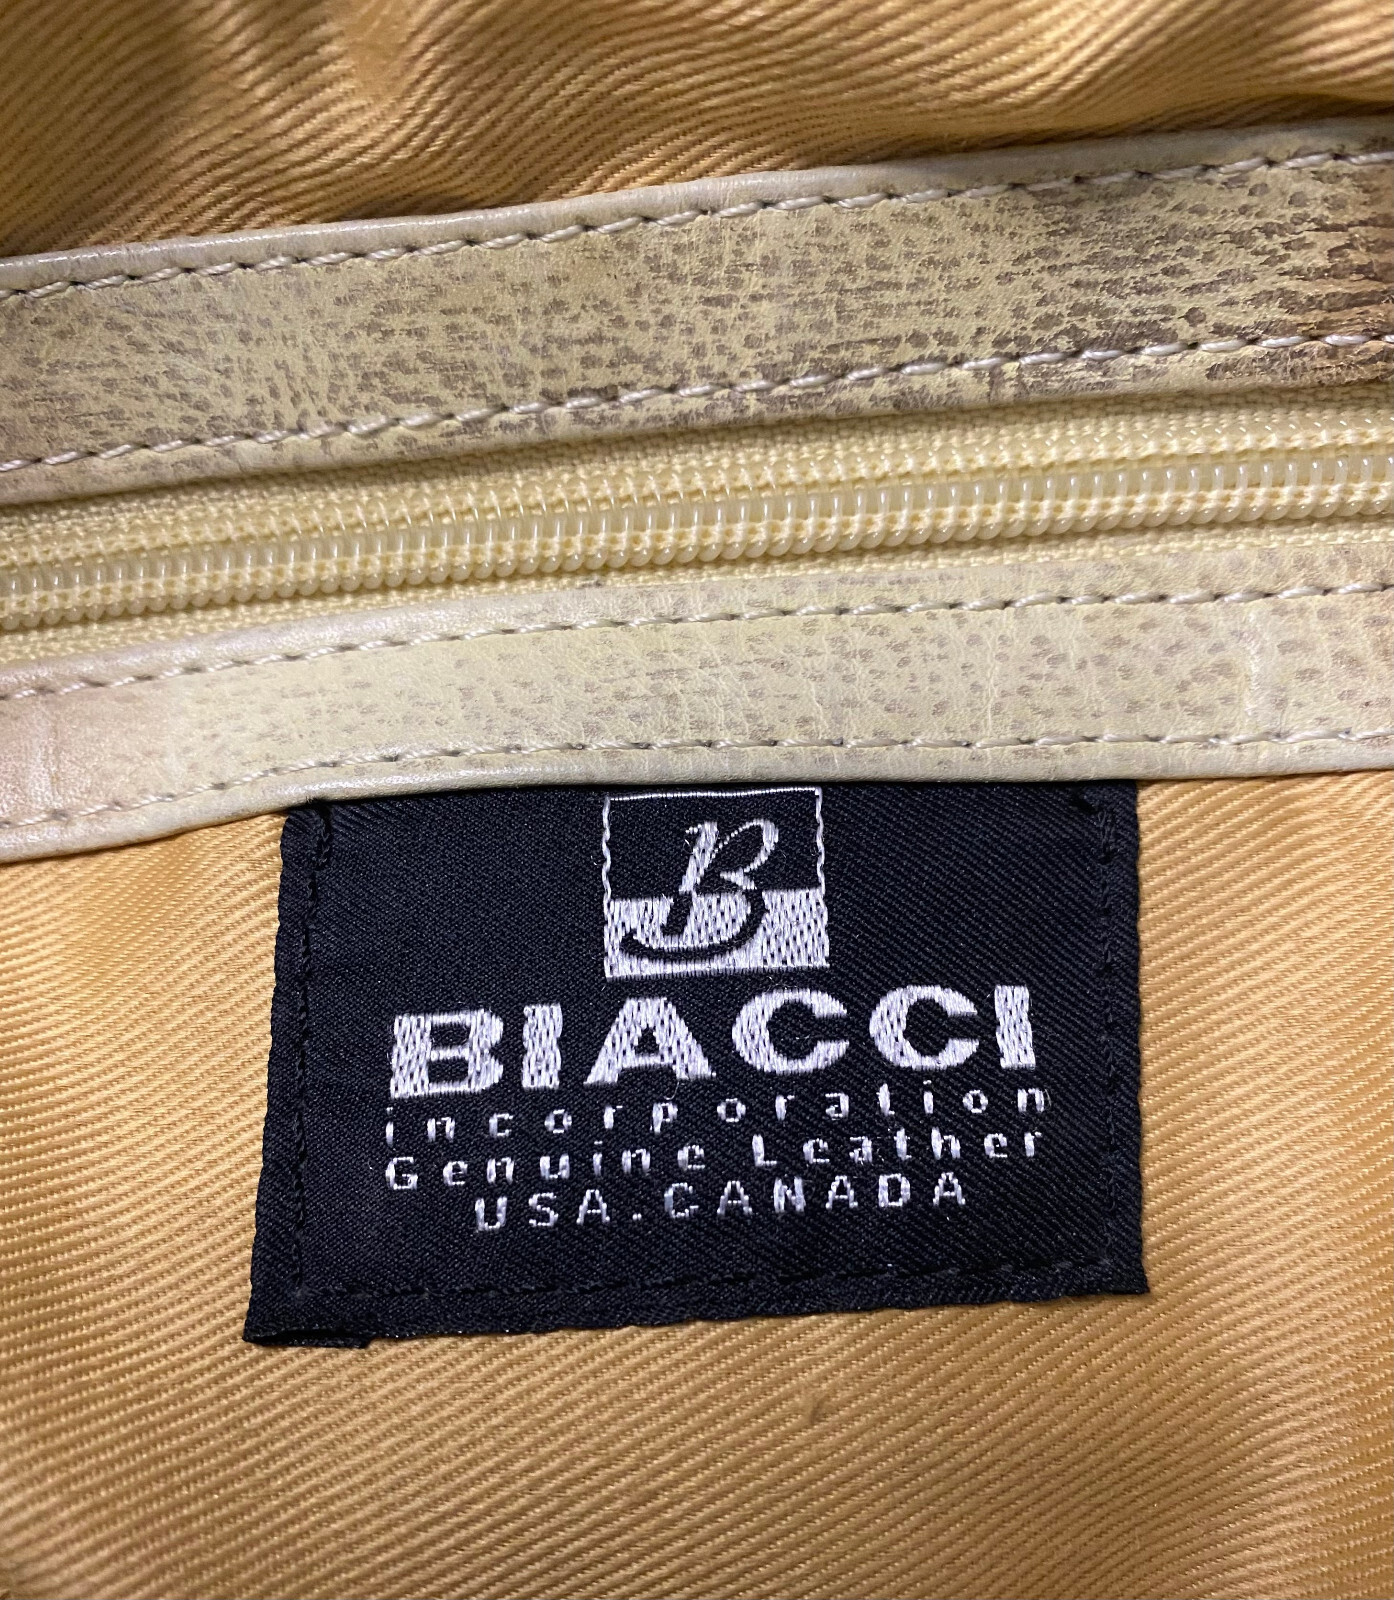 B
BIACCI
incorporation
Genuine Leather
USA.CANADA